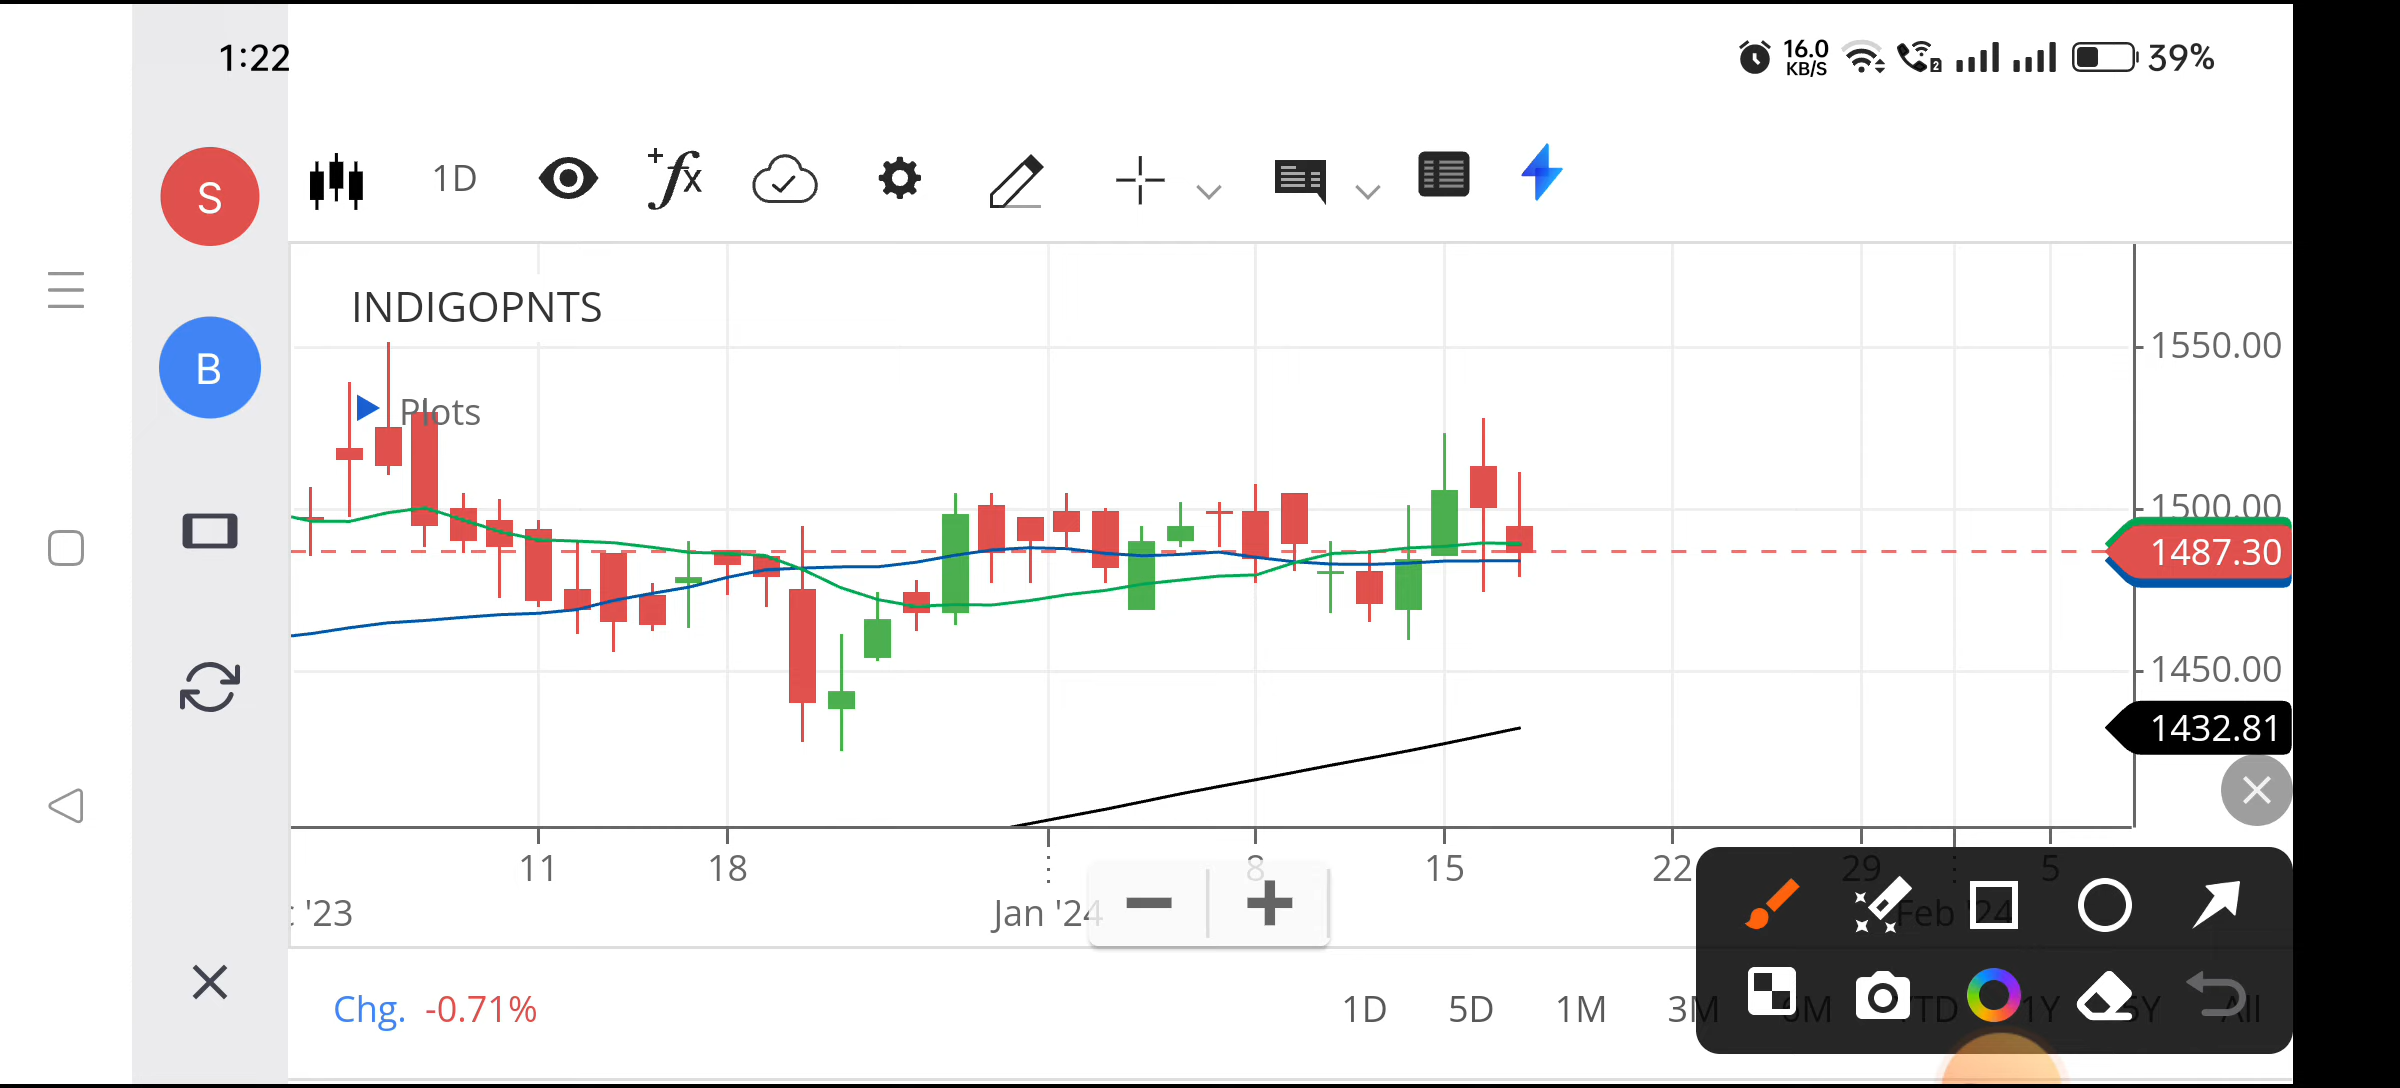 1:22
16.0
KB/S
2
39%
S
1D
B
INDIGOPNTS
Plots
1550.00
1500.00
1487.30
1450.00
1432.81
11 18 8 15 22 29 5
'23 Jan '24 Feb '24
Chg. -0.71%
1D 5D 1M 3M 6M YTD 1Y 5Y All